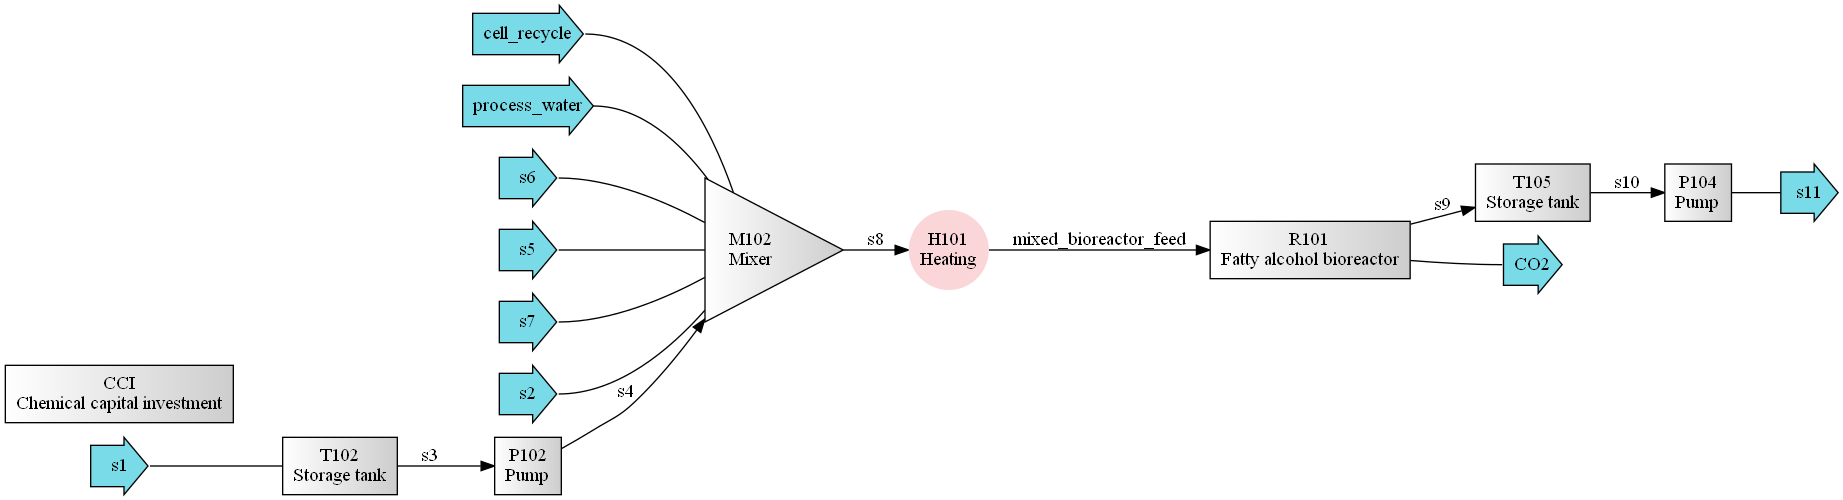 cell_recycle
process_water
s6
s5
s7
s2
s4
M102
Mixer
s8
H101
Heating
mixed_bioreactor_feed
R101
Fatty alcohol bioreactor
s9
T105
Storage tank
s10
P104
Pump
s11
CO2
CCI
Chemical capital investment
s1
T102
Storage tank
s3
P102
Pump